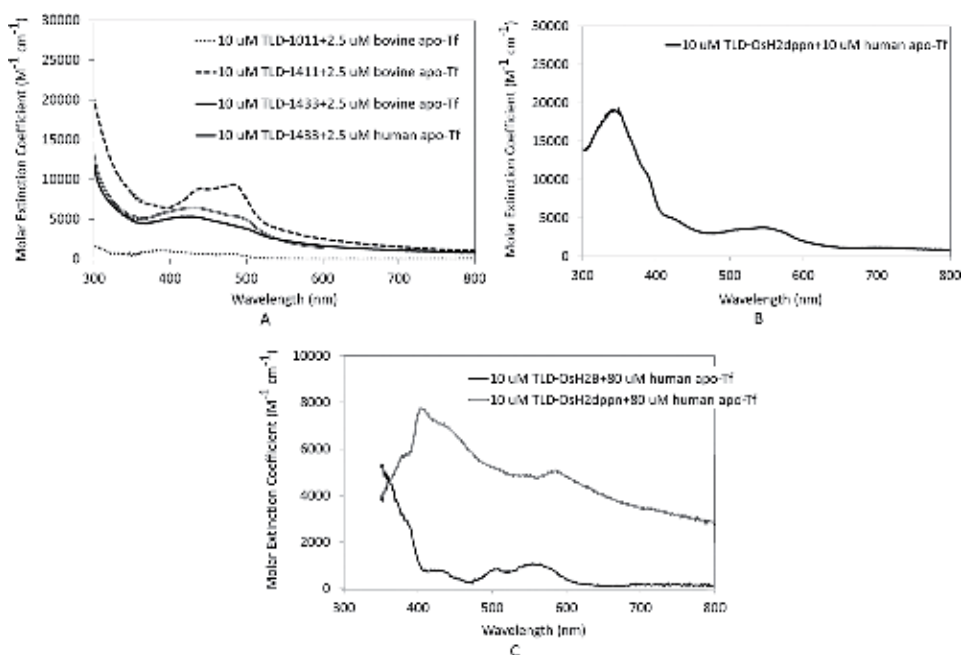 Molar Extinction Coefficient (M⁻¹ cm⁻¹)
30000
25000
20000
15000
10000
5000
0
10 uM TLD-1011+2.5 uM bovine apo-Tf
10 uM TLD-1411+2.5 uM bovine apo-Tf
10 uM TLD-1433+2.5 uM bovine apo-Tf
10 uM TLD-1433+2.5 uM human apo-Tf
300 400 500 600 700 800
Wavelength (nm)
A
Molar Extinction Coefficient (M⁻¹ cm⁻¹)
30000
25000
20000
15000
10000
5000
0
10 uM TLD-OsH2dppn+10 uM human apo-Tf
300 400 500 600 700 800
Wavelength (nm)
B
Molar Extinction Coefficient (M⁻¹ cm⁻¹)
10000
8000
6000
4000
2000
0
10 uM TLD-OsH2B+80 uM human apo-Tf
10 uM TLD-OsH2dppn+80 uM human apo-Tf
300 400 500 600 700 800
Wavelength (nm)
C